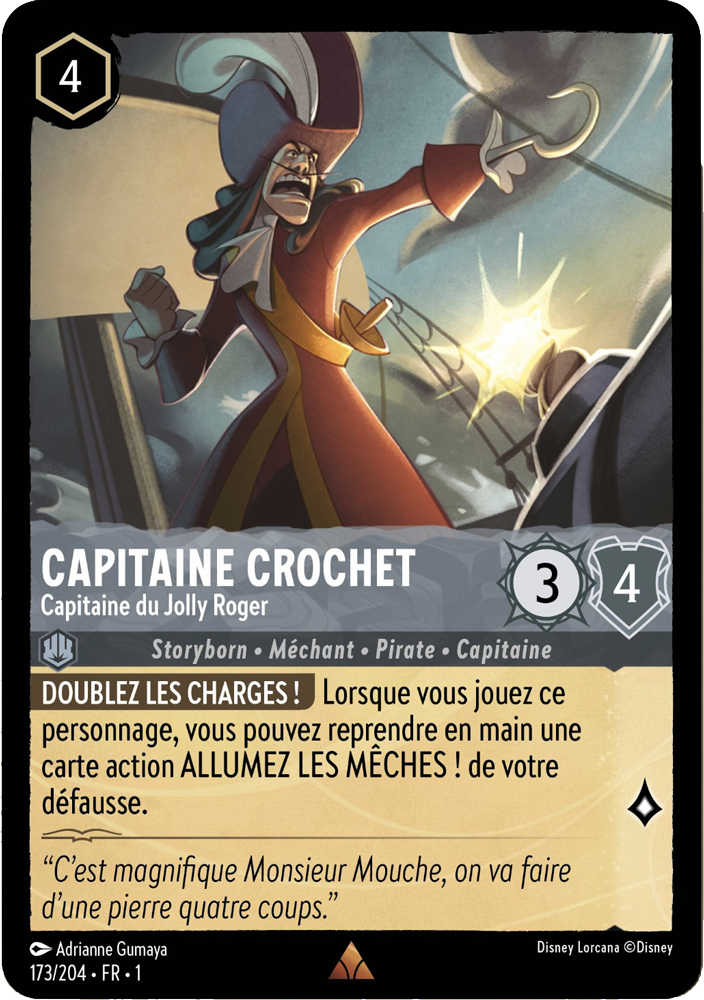 4
CAPITAINE CROCHET
Capitaine du Jolly Roger
3
4
Storyborn • Méchant • Pirate • Capitaine
DOUBLEZ LES CHARGES ! Lorsque vous jouez ce
personnage, vous pouvez reprendre en main une
carte action ALLUMEZ LES MÊCHES ! de votre
défausse.
“C’est magnifique Monsieur Mouche, on va faire
d’une pierre quatre coups.”
Adrianne Gumaya
Disney Lorcana ©Disney
173/204 • FR • 1